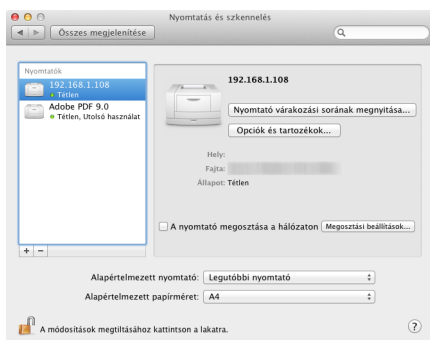 Nyomtatás és szkennelés
Összes megjelenítése
Nyomtatók
192.168.1.108
Tétlen
Adobe PDF 9.0
Tétlen, Utolsó használat
192.168.1.108
Nyomtató várakozási sorának megnyitása...
Opciók és tartozékok...
Hely:
Fajta:
Állapot: Tétlen
A nyomtató megosztása a hálózaton Megosztási beállítások...
+ −
Alapértelmezett nyomtató: Legutóbbi nyomtató
Alapértelmezett papírméret: A4
A módosítások megtiltásához kattintson a lakatra.
?